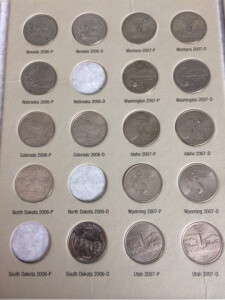 Nevada 2006-P Nevada 2006-D Montana 2007-P Montana 2007-D
Nebraska 2006-P Nebraska 2006-D Washington 2007-P Washington 2007-D
Colorado 2006-P Colorado 2006-D Idaho 2007-P Idaho 2007-D
North Dakota 2006-P North Dakota 2006-D Wyoming 2007-P Wyoming 2007-D
South Dakota 2006-P South Dakota 2006-D Utah 2007-P Utah 2007-D